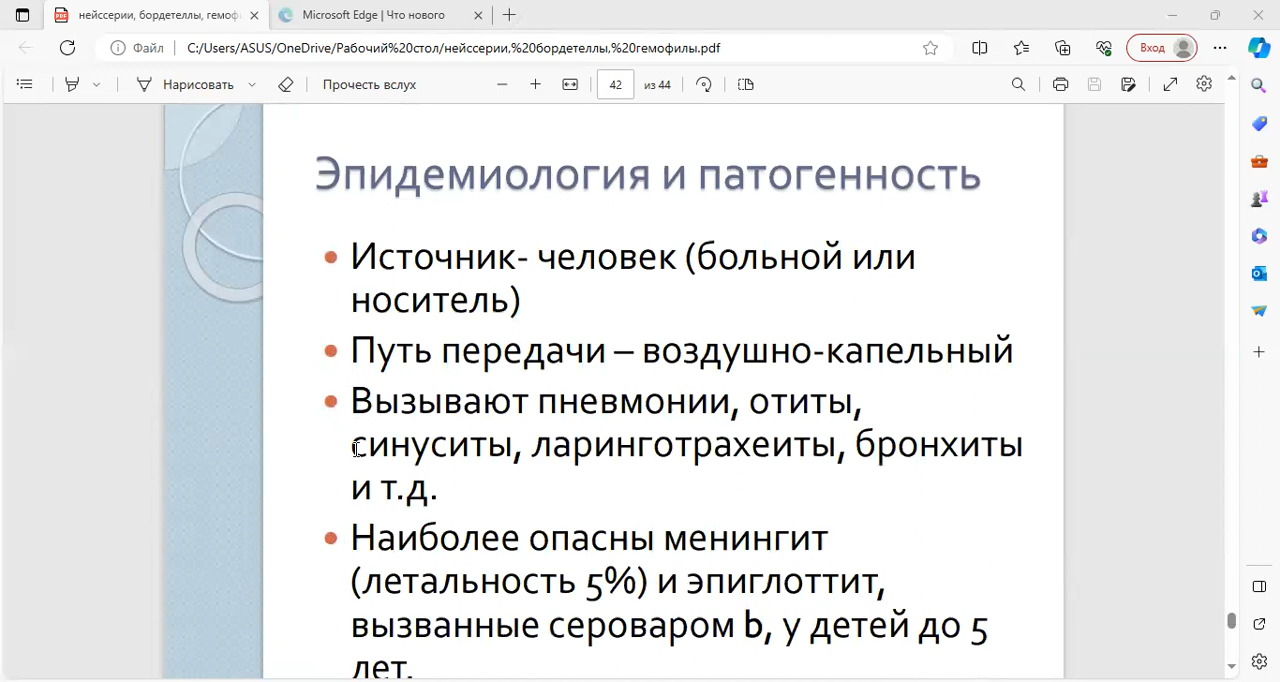 нейссерии, бордетеллы, гемоф
Microsoft Edge | Что нового
Файл
C:/Users/ASUS/OneDrive/Рабочий%20стол/нейссерии,%20бордетеллы,%20гемофилы.pdf
Вход
Нарисовать
Прочесть вслух
42
из 44
Эпидемиология и патогенность
Источник- человек (больной или
носитель)
Путь передачи – воздушно-капельный
Вызывают пневмонии, отиты,
синуситы, ларинготрахеиты, бронхиты
и т.д.
Наиболее опасны менингит
(летальность 5%) и эпиглоттит,
вызванные сероваром b, у детей до 5
лет.